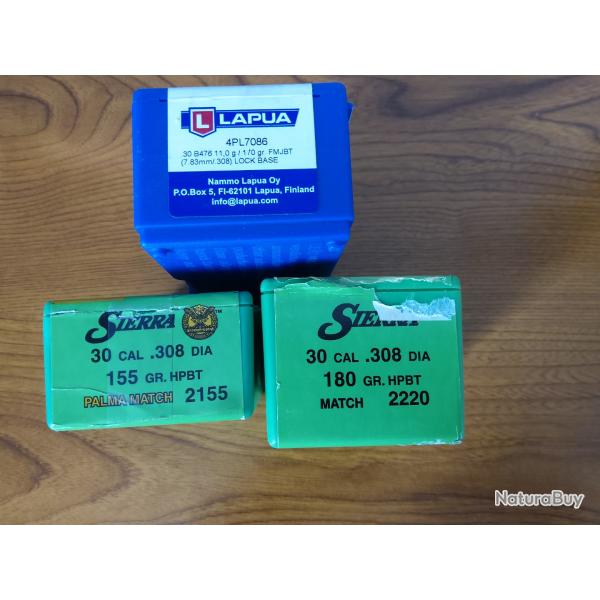 L LAPUA
4PL7086
.30 B476 11,0 g / 170 gr. FMJBT
(7.83mm/.308) LOCK BASE
Nammo Lapua Oy
P.O.Box 5, FI-62101 Lapua, Finland
info@lapua.com
SIERRA TM
30 CAL .308 DIA
155 GR. HPBT
PALMA MATCH 2155
SIERRA
30 CAL .308 DIA
180 GR. HPBT
MATCH 2220
NaturaBuy